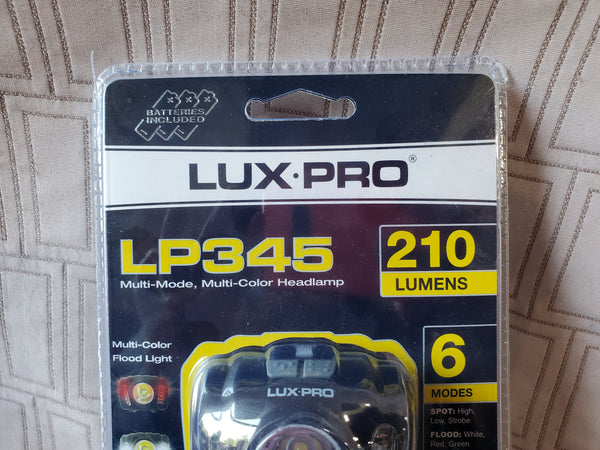 BATTERIES
INCLUDED
LUX·PRO®
LP345
Multi-Mode, Multi-Color Headlamp
210
LUMENS
Multi-Color
Flood Light
6
MODES
SPOT: High,
Low, Strobe
FLOOD: White,
Red, Green
LUX·PRO